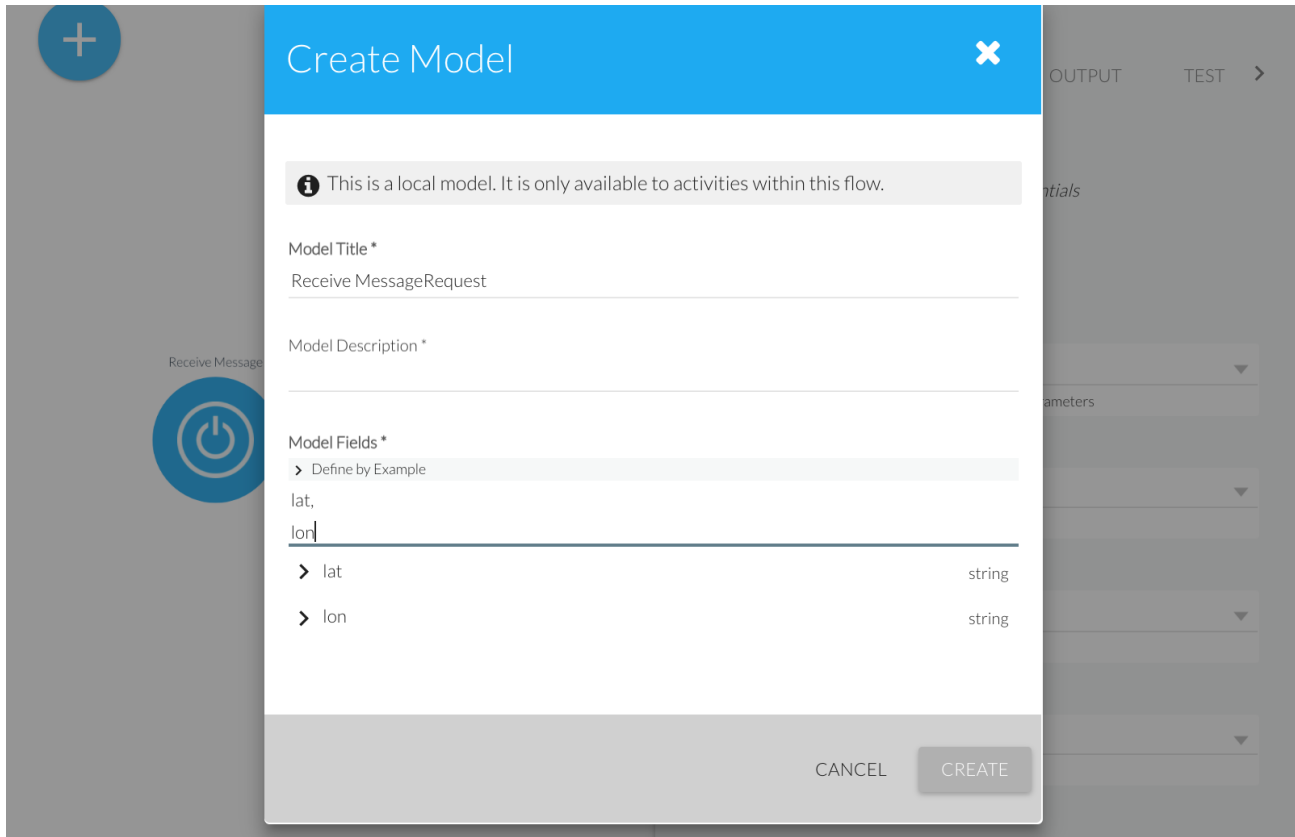 Create Model
OUTPUT
TEST
This is a local model. It is only available to activities within this flow.
Model Title *
Receive MessageRequest
Model Description *
Receive Message
Model Fields *
Define by Example
lat,
lon
lat
string
lon
string
CANCEL
CREATE